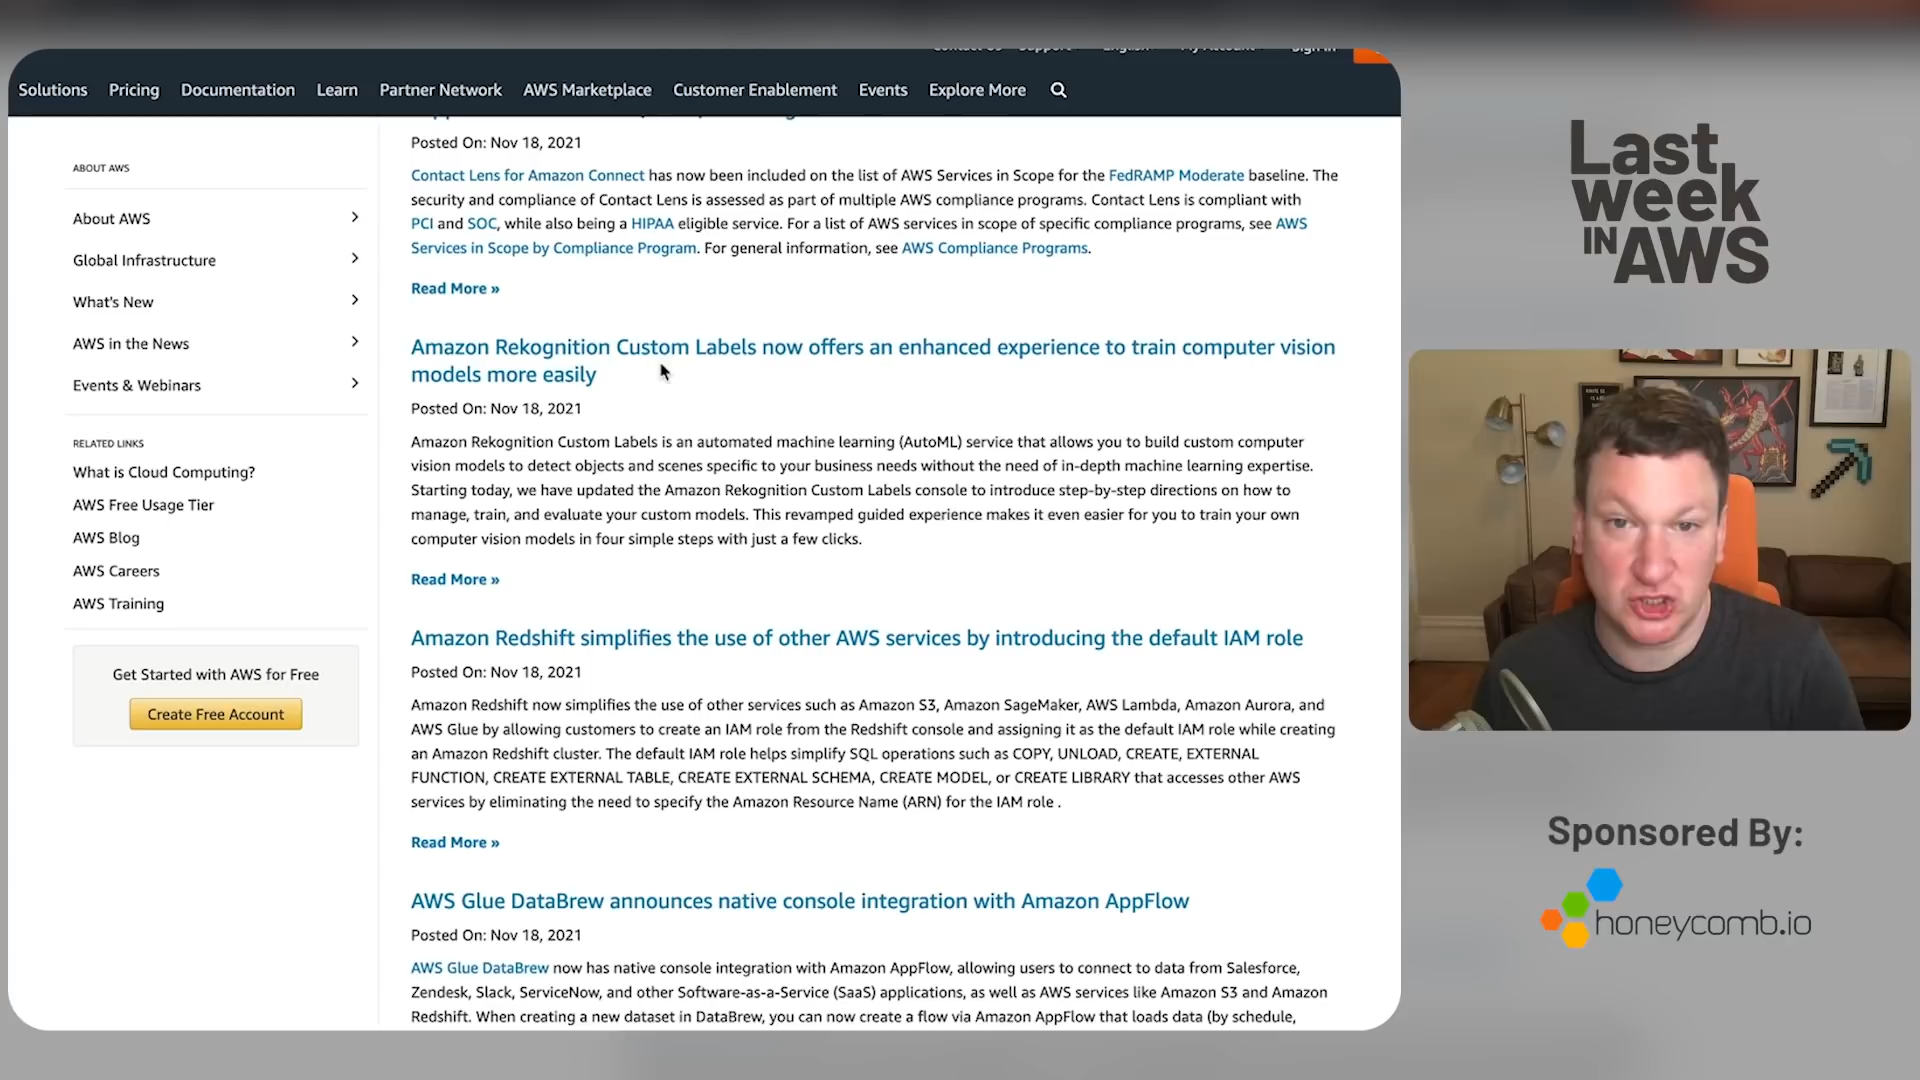 Contact Us Support English My Account Sign In
Solutions Pricing Documentation Learn Partner Network AWS Marketplace Customer Enablement Events Explore More
ABOUT AWS
About AWS
Global Infrastructure
What's New
AWS in the News
Events & Webinars
RELATED LINKS
What is Cloud Computing?
AWS Free Usage Tier
AWS Blog
AWS Careers
AWS Training
Get Started with AWS for Free
Create Free Account
Posted On: Nov 18, 2021
Contact Lens for Amazon Connect has now been included on the list of AWS Services in Scope for the FedRAMP Moderate baseline. The
security and compliance of Contact Lens is assessed as part of multiple AWS compliance programs. Contact Lens is compliant with
PCI and SOC, while also being a HIPAA eligible service. For a list of AWS services in scope of specific compliance programs, see AWS
Services in Scope by Compliance Program. For general information, see AWS Compliance Programs.
Read More »
Amazon Rekognition Custom Labels now offers an enhanced experience to train computer vision
models more easily
Posted On: Nov 18, 2021
Amazon Rekognition Custom Labels is an automated machine learning (AutoML) service that allows you to build custom computer
vision models to detect objects and scenes specific to your business needs without the need of in-depth machine learning expertise.
Starting today, we have updated the Amazon Rekognition Custom Labels console to introduce step-by-step directions on how to
manage, train, and evaluate your custom models. This revamped guided experience makes it even easier for you to train your own
computer vision models in four simple steps with just a few clicks.
Read More »
Amazon Redshift simplifies the use of other AWS services by introducing the default IAM role
Posted On: Nov 18, 2021
Amazon Redshift now simplifies the use of other services such as Amazon S3, Amazon SageMaker, AWS Lambda, Amazon Aurora, and
AWS Glue by allowing customers to create an IAM role from the Redshift console and assigning it as the default IAM role while creating
an Amazon Redshift cluster. The default IAM role helps simplify SQL operations such as COPY, UNLOAD, CREATE, EXTERNAL
FUNCTION, CREATE EXTERNAL TABLE, CREATE EXTERNAL SCHEMA, CREATE MODEL, or CREATE LIBRARY that accesses other AWS
services by eliminating the need to specify the Amazon Resource Name (ARN) for the IAM role .
Read More »
AWS Glue DataBrew announces native console integration with Amazon AppFlow
Posted On: Nov 18, 2021
AWS Glue DataBrew now has native console integration with Amazon AppFlow, allowing users to connect to data from Salesforce,
Zendesk, Slack, ServiceNow, and other Software-as-a-Service (SaaS) applications, as well as AWS services like Amazon S3 and Amazon
Redshift. When creating a new dataset in DataBrew, you can now create a flow via Amazon AppFlow that loads data (by schedule,
Last
week
IN AWS
Sponsored By:
honeycomb.io